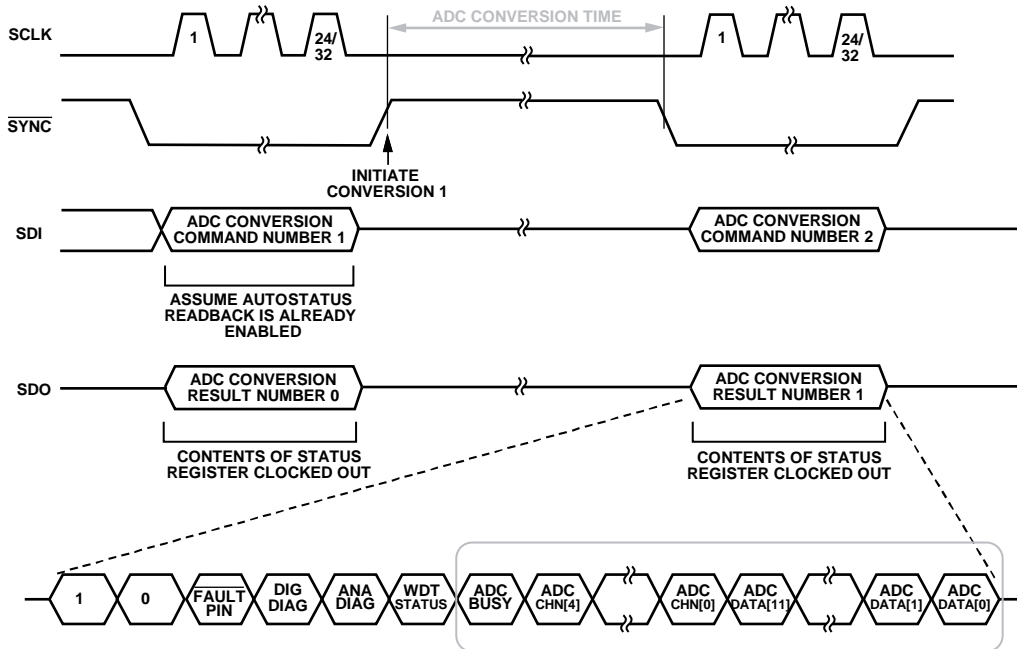 ADC CONVERSION TIME
SCLK
1
24/
32
1
24/
32
SYNC
INITIATE
CONVERSION 1
SDI
ADC CONVERSION
COMMAND NUMBER 1
ADC CONVERSION
COMMAND NUMBER 2
ASSUME AUTOSTATUS
READBACK IS ALREADY
ENABLED
SDO
ADC CONVERSION
RESULT NUMBER 0
ADC CONVERSION
RESULT NUMBER 1
CONTENTS OF STATUS
REGISTER CLOCKED OUT
CONTENTS OF STATUS
REGISTER CLOCKED OUT
1
0
FAULT
PIN
DIG
DIAG
ANA
DIAG
WDT
STATUS
ADC
BUSY
ADC
CHN[4]
ADC
CHN[0]
ADC
DATA[11]
ADC
DATA[1]
ADC
DATA[0]